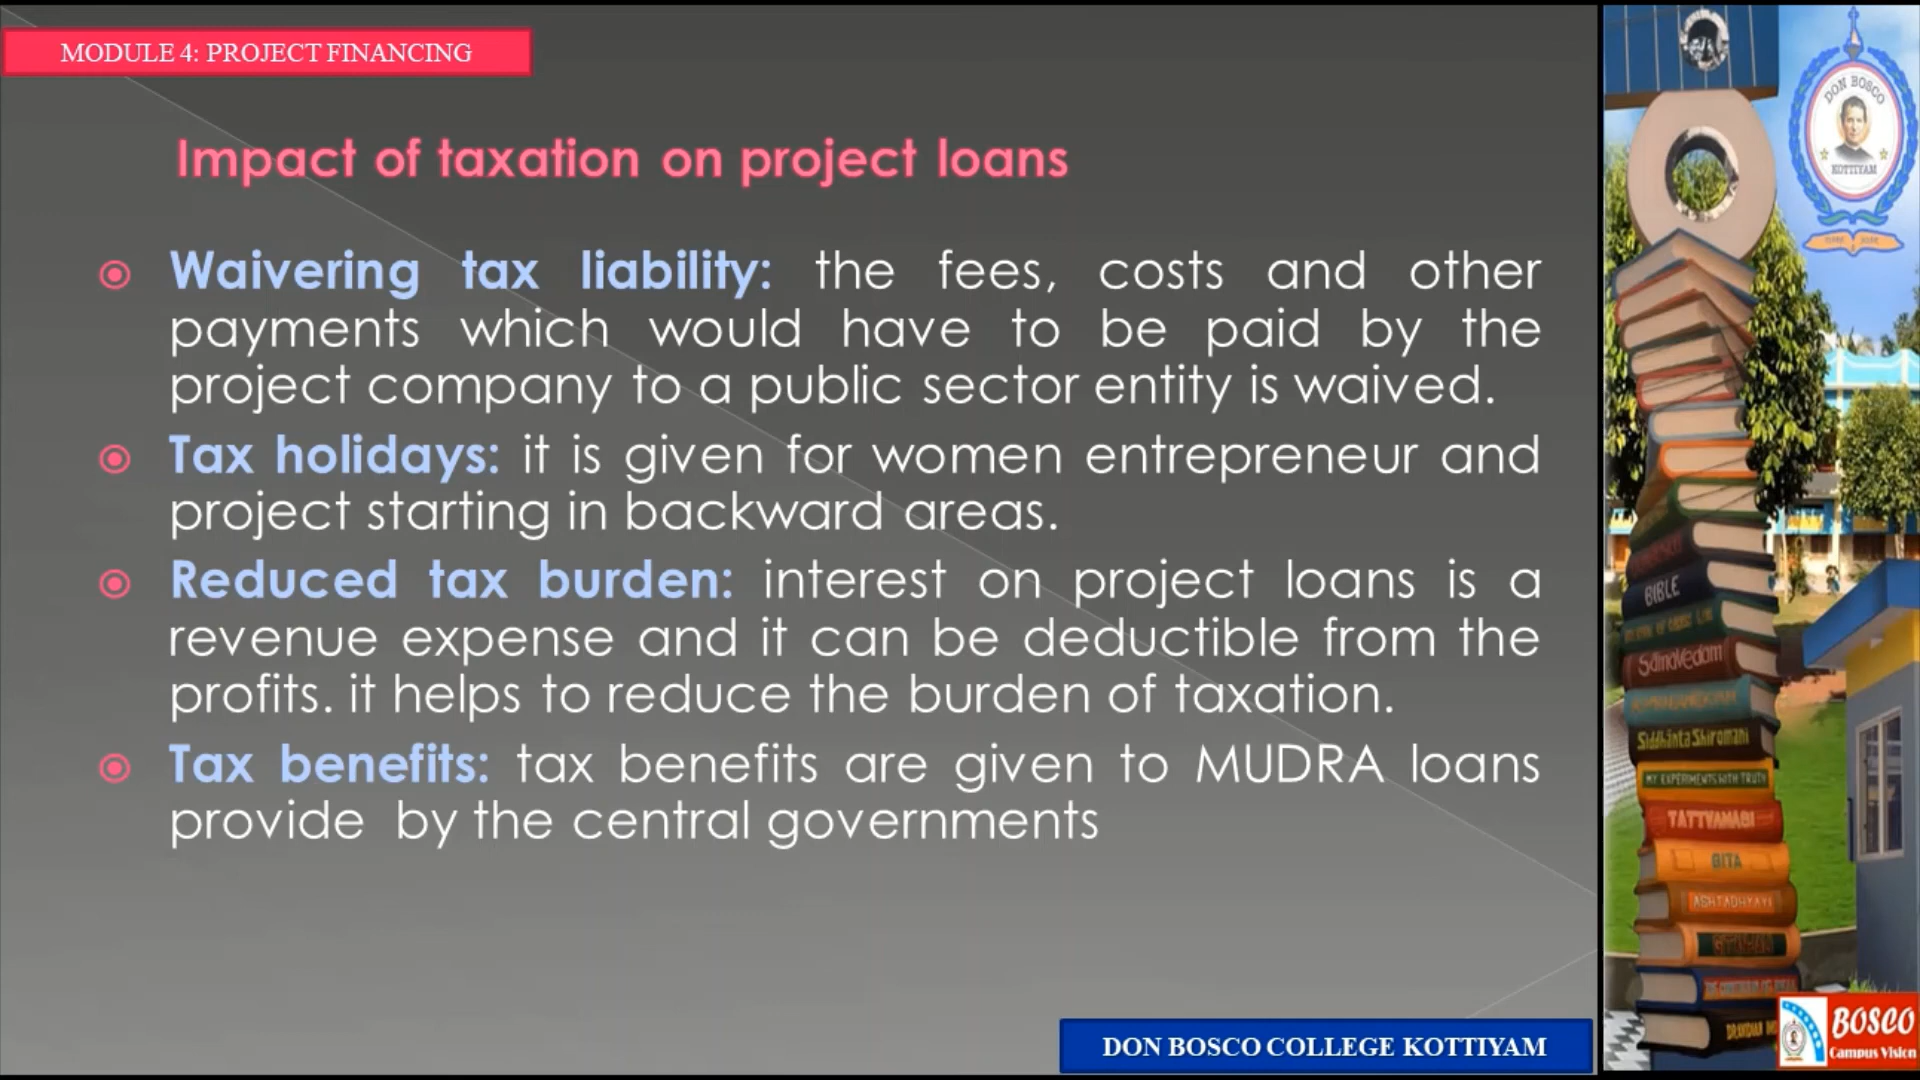 MODULE 4: PROJECT FINANCING
Impact of taxation on project loans
Waivering tax liability: the fees, costs and other
payments which would have to be paid by the
project company to a public sector entity is waived.
Tax holidays: it is given for women entrepreneur and
project starting in backward areas.
Reduced tax burden: interest on project loans is a
revenue expense and it can be deductible from the
profits. it helps to reduce the burden of taxation.
Tax benefits: tax benefits are given to MUDRA loans
provide  by the central governments
DON BOSCO COLLEGE KOTTIYAM
DON BOSCO
KOTTIYAM
BIBLE
SamaVedam
Siddhanta Shiromani
MY EXPERIMENTS WITH TRUTH
TATTVAMASI
GITA
ASHTADHYAYI
BOSCO
Campus Vision